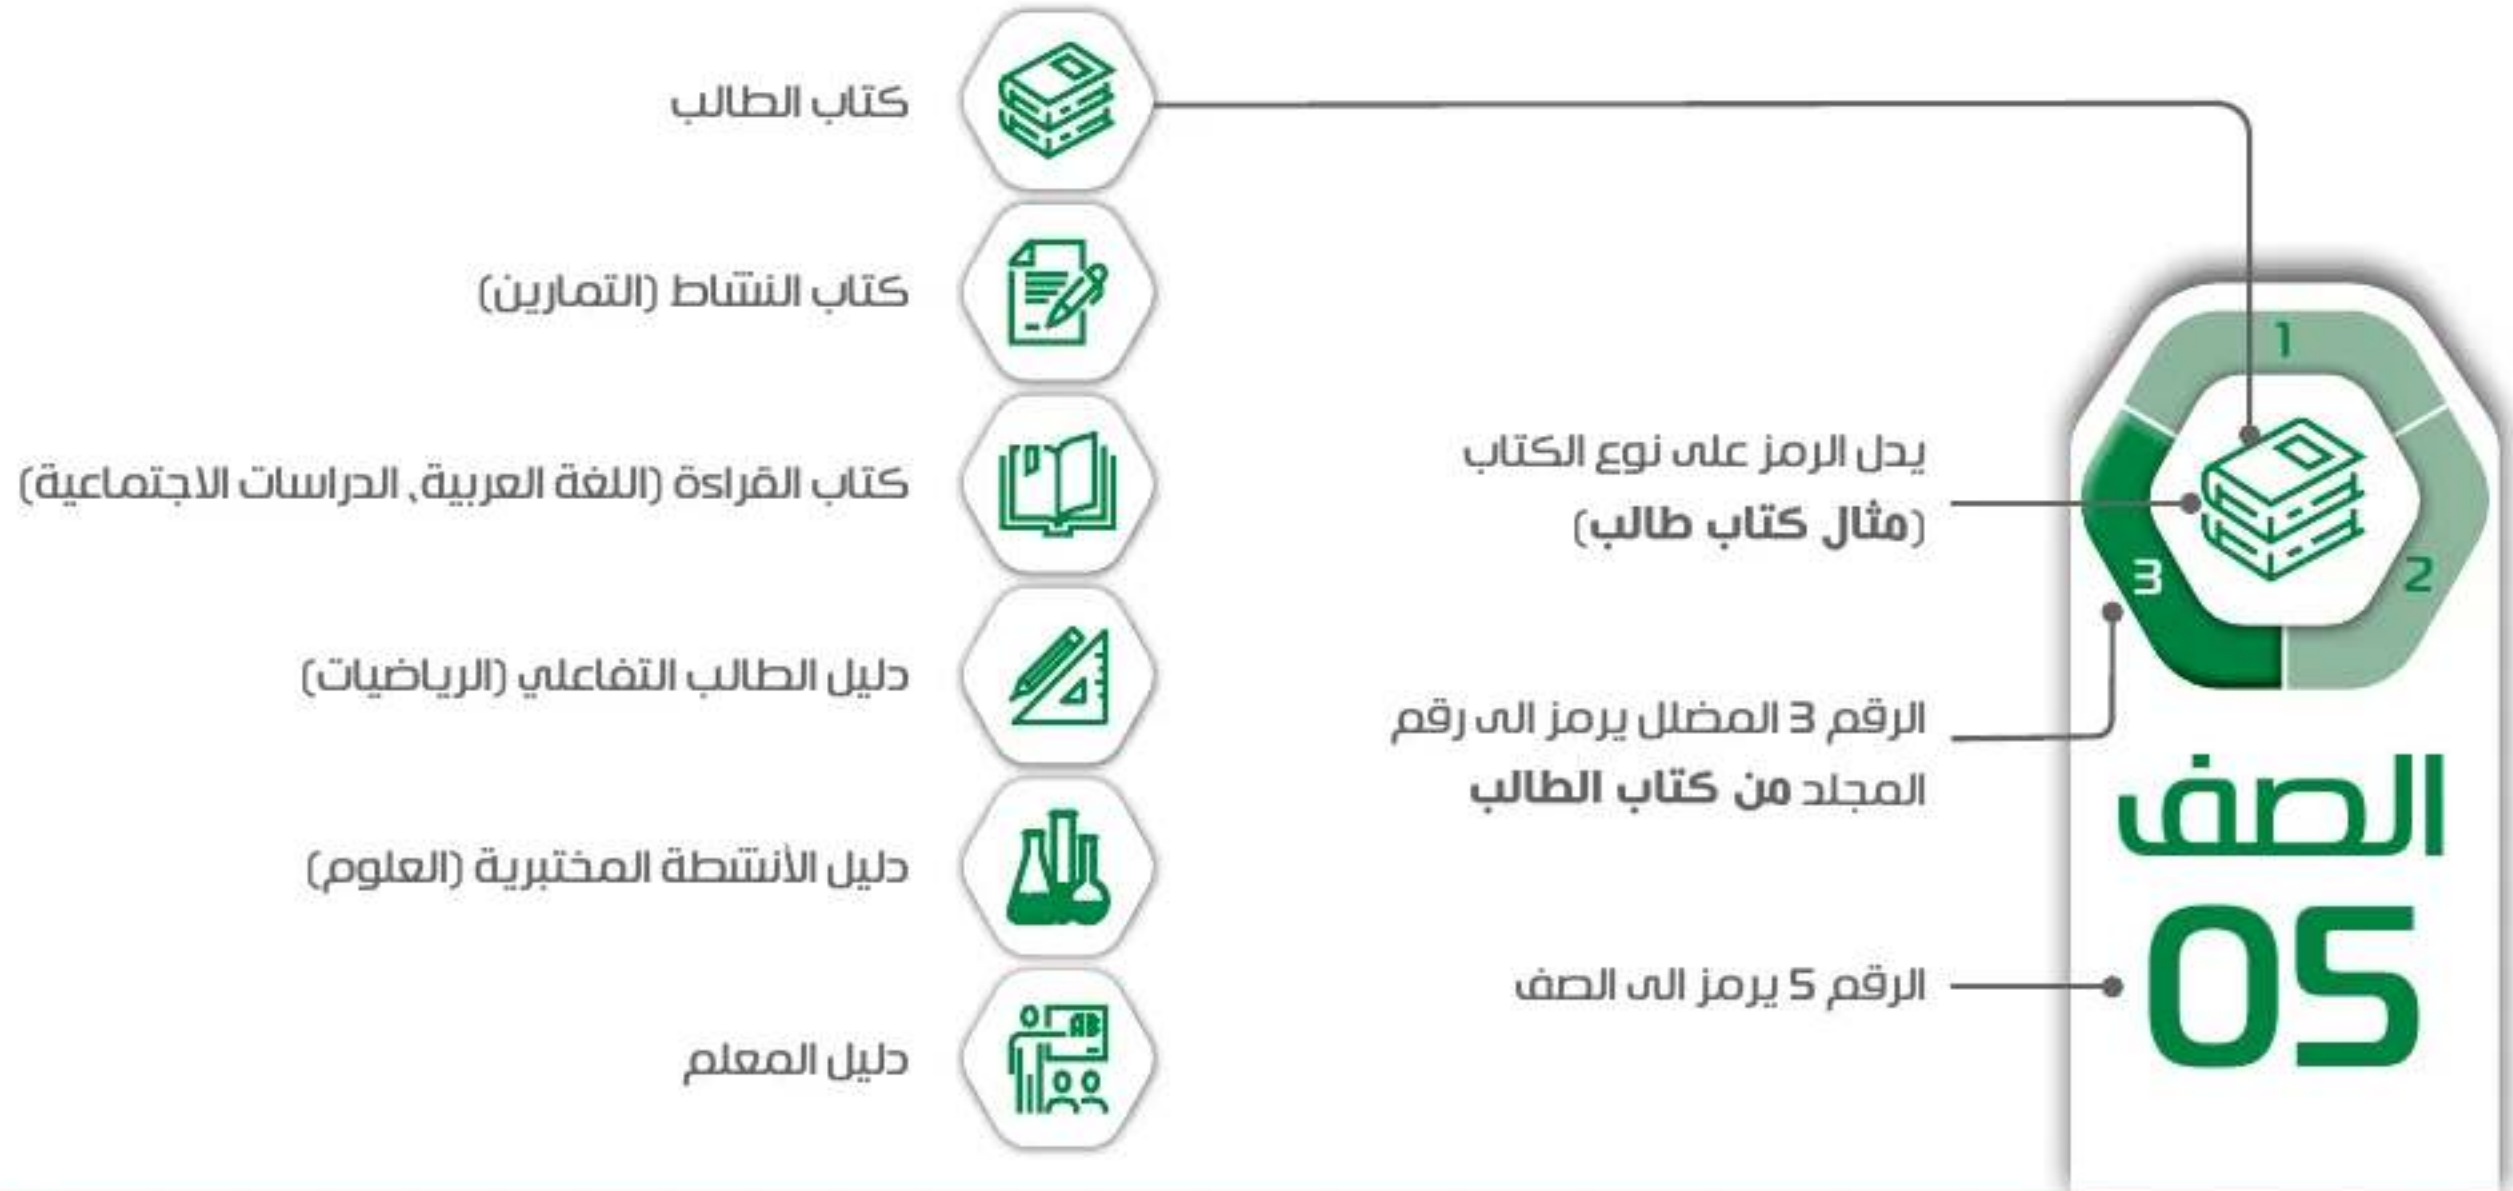 1
2
3
الصف
05
يدل الرمز على نوع الكتاب
(مثال كتاب طالب)
الرقم 3 المضلل يرمز الى رقم
المجلد من كتاب الطالب
الرقم 5 يرمز الى الصف
كتاب الطالب
كتاب النشاط (التمارين)
كتاب القراءة (اللغة العربية، الدراسات الاجتماعية)
دليل الطالب التفاعلي (الرياضيات)
دليل الأنشطة المختبرية (العلوم)
AB
دليل المعلم